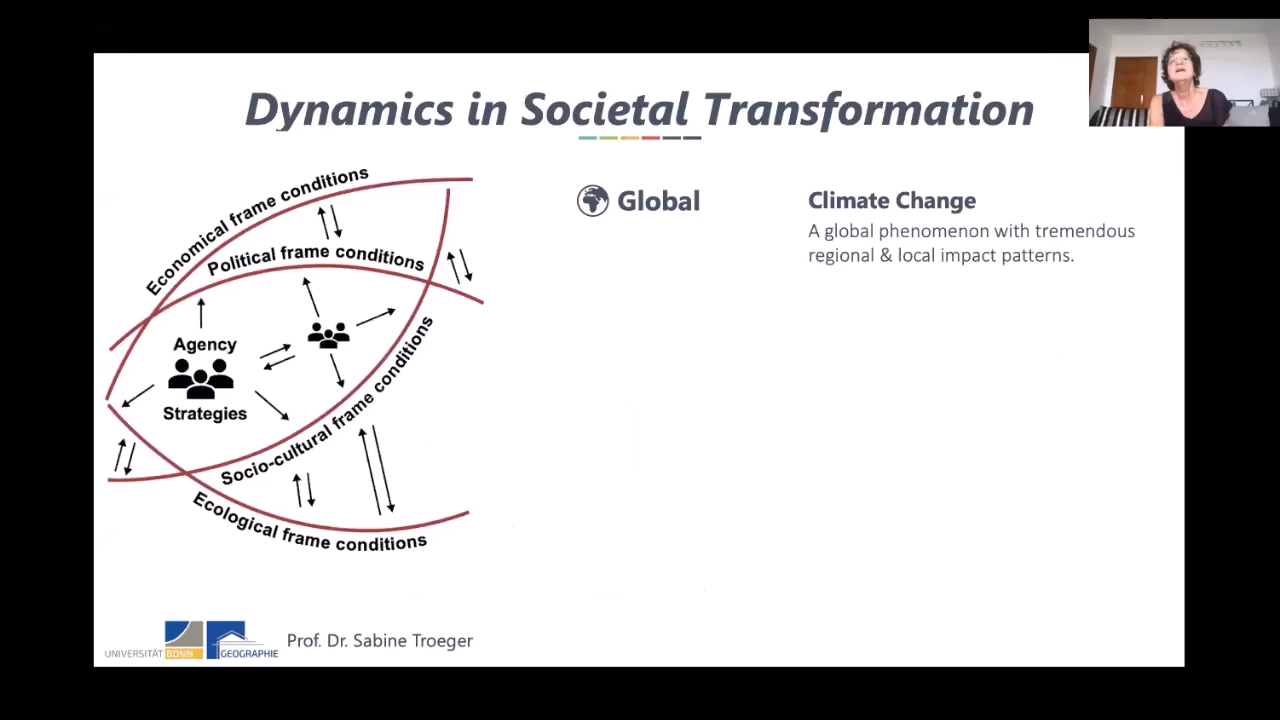 Dynamics in Societal Transformation
Economical frame conditions
Political frame conditions
Agency
Strategies
Socio-cultural frame conditions
Ecological frame conditions
Global
Climate Change
A global phenomenon with tremendous
regional & local impact patterns.
UNIVERSITÄT BONN
GEOGRAPHIE
Prof. Dr. Sabine Troeger